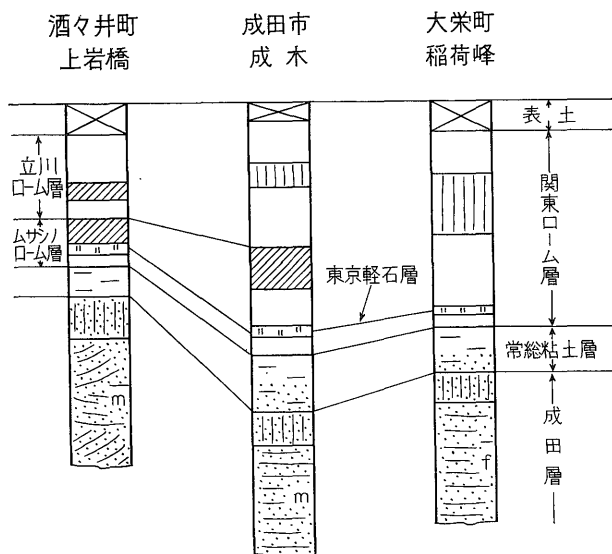 酒々井町
上岩橋
成田市
成木
大栄町
稲荷峰
表土
立川
ローム層
ムサシノ
ローム層
関東ローム層
東京軽石層
常総粘土層
成田層
m
m
f